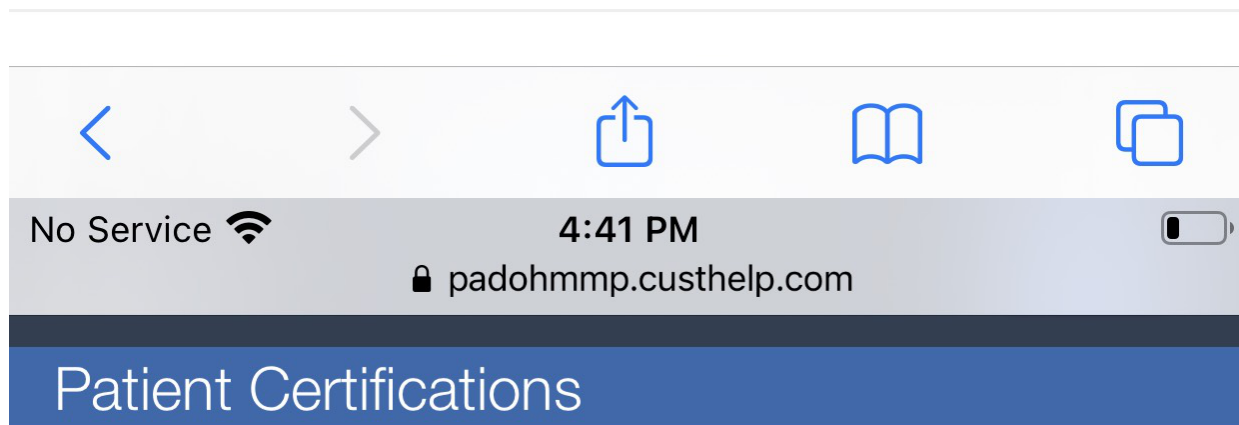 No Service
4:41 PM
padohmmp.custhelp.com
Patient Certifications